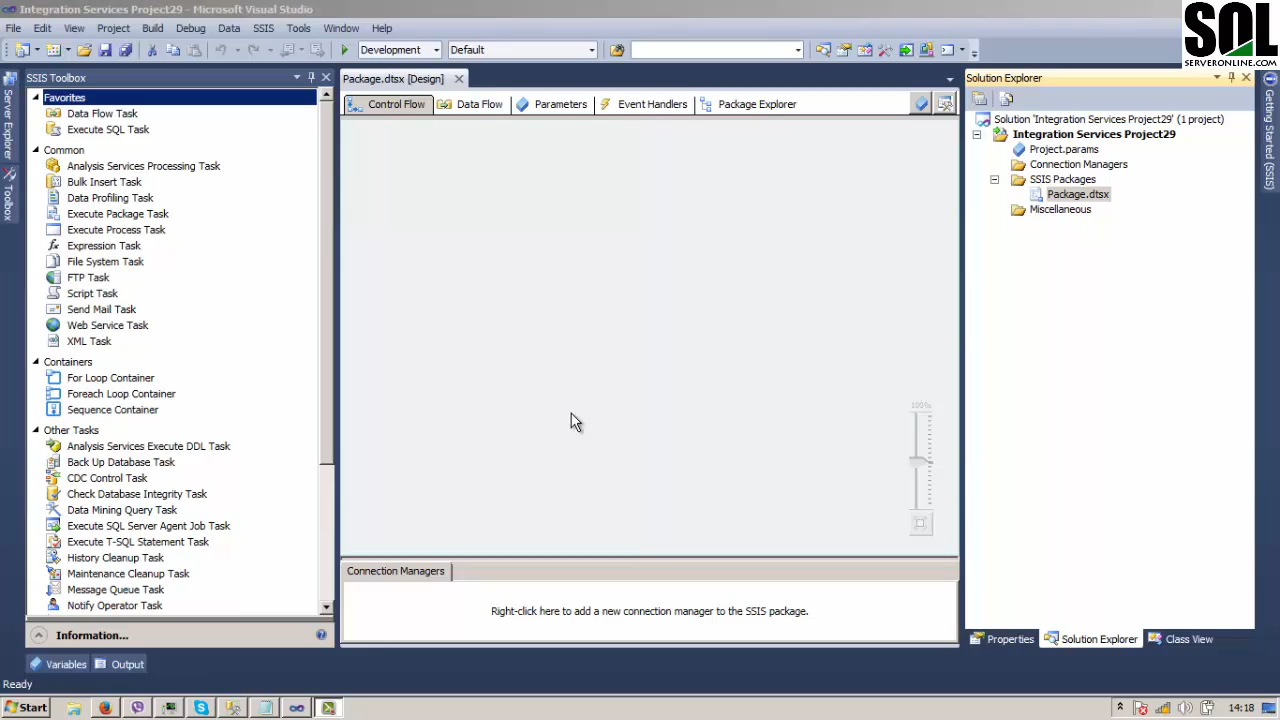 Integration Services Project29 - Microsoft Visual Studio
SQL
SERVERONLINE.COM
File Edit View Project Build Debug Data SSIS Tools Window Help
Development Default
SSIS Toolbox
Package.dtsx [Design]
Solution Explorer
Server Explorer
Toolbox
Getting Started (SSIS)
Favorites
Data Flow Task
Execute SQL Task
Common
Analysis Services Processing Task
Bulk Insert Task
Data Profiling Task
Execute Package Task
Execute Process Task
Expression Task
File System Task
FTP Task
Script Task
Send Mail Task
Web Service Task
XML Task
Containers
For Loop Container
Foreach Loop Container
Sequence Container
Other Tasks
Analysis Services Execute DDL Task
Back Up Database Task
CDC Control Task
Check Database Integrity Task
Data Mining Query Task
Execute SQL Server Agent Job Task
Execute T-SQL Statement Task
History Cleanup Task
Maintenance Cleanup Task
Message Queue Task
Notify Operator Task
Information...
Control Flow Data Flow Parameters Event Handlers Package Explorer
100%
Connection Managers
Right-click here to add a new connection manager to the SSIS package.
Solution 'Integration Services Project29' (1 project)
Integration Services Project29
Project.params
Connection Managers
SSIS Packages
Package.dtsx
Miscellaneous
Properties Solution Explorer Class View
Variables Output
Ready
Start
14:18